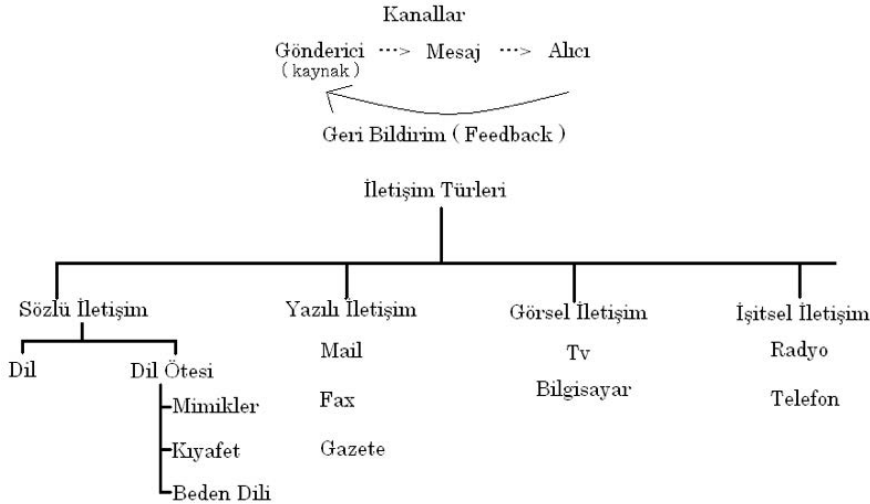 Kanallar
Gönderici ···> Mesaj ···> Alıcı
(kaynak)
Geri Bildirim ( Feedback )
İletişim Türleri
Sözlü İletişim
Dil
Dil Ötesi
Mimikler
Kıyafet
Beden Dili
Yazılı İletişim
Mail
Fax
Gazete
Görsel İletişim
Tv
Bilgisayar
İşitsel İletişim
Radyo
Telefon